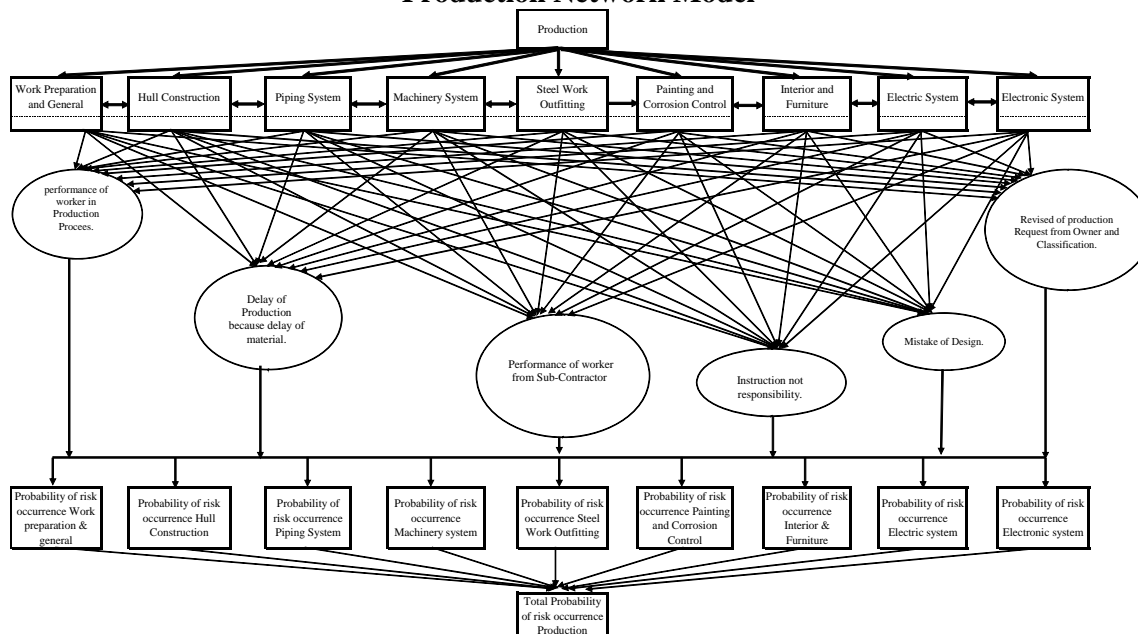 Production Network Model
Production
Work Preparation
and General
Hull Construction
Piping System
Machinery System
Steel Work
Outfitting
Painting and
Corrosion Control
Interior and
Furniture
Electric System
Electronic System
performance of
worker in
Production
Procees.
Revised of production
Request from Owner and
Classification.
Delay of
Production
because delay of
material.
Performance of worker
from Sub-Contractor
Instruction not
responsibility.
Mistake of Design.
Probability of risk
occurrence Work
preparation &
general
Probability of risk
occurrence Hull
Construction
Probability of
risk occurrence
Piping System
Probability of risk
occurrence
Machinery system
Probability of risk
occurrence Steel
Work Outfitting
Probability of risk
occurrence Painting
and Corrosion
Control
Probability of risk
occurrence
Interior &
Furniture
Probability of risk
occurrence
Electric system
Probability of risk
occurrence
Electronic system
Total Probability
of risk occurrence
Production